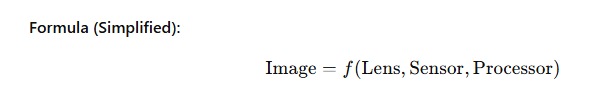 Formula (Simplified):
Image = f(Lens, Sensor, Processor)